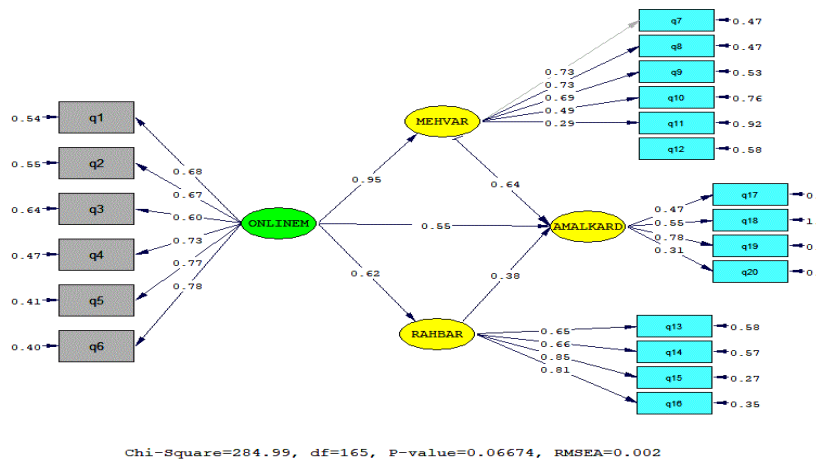 0.54 q1
0.55 q2
0.64 q3
0.47 q4
0.41 q5
0.40 q6
0.68
0.67
0.60
0.73
0.77
0.78
ONLINEM
0.95
0.55
0.62
MEHVAR
0.64
AMALKARD
0.38
RAHBAR
0.73
0.73
0.69
0.49
0.29
q7 0.47
q8 0.47
q9 0.53
q10 0.76
q11 0.92
q12 0.58
0.47
0.55
0.78
0.31
q17 0
q18 1
q19 0
q20 0
0.65
0.66
0.85
0.81
q13 0.58
q14 0.57
q15 0.27
q16 0.35
Chi-Square=284.99, df=165, P-value=0.06674, RMSEA=0.002